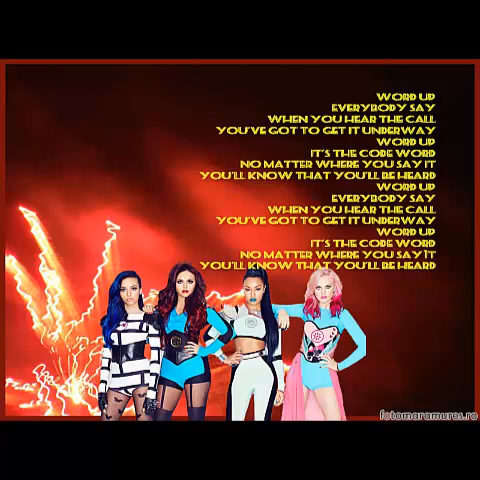 WORD UP
EVERYBODY SAY
WHEN YOU HEAR THE CALL
YOU'VE GOT TO GET IT UNDERWAY
WORD UP
IT'S THE CODE WORD
NO MATTER WHERE YOU SAY IT
YOU'LL KNOW THAT YOU'LL BE HEARD
WORD UP
EVERYBODY SAY
WHEN YOU HEAR THE CALL
YOU'VE GOT TO GET IT UNDERWAY
WORD UP
IT'S THE CODE WORD
NO MATTER WHERE YOU SAY IT
YOU'LL KNOW THAT YOU'LL BE HEARD
fotomaramures.ro